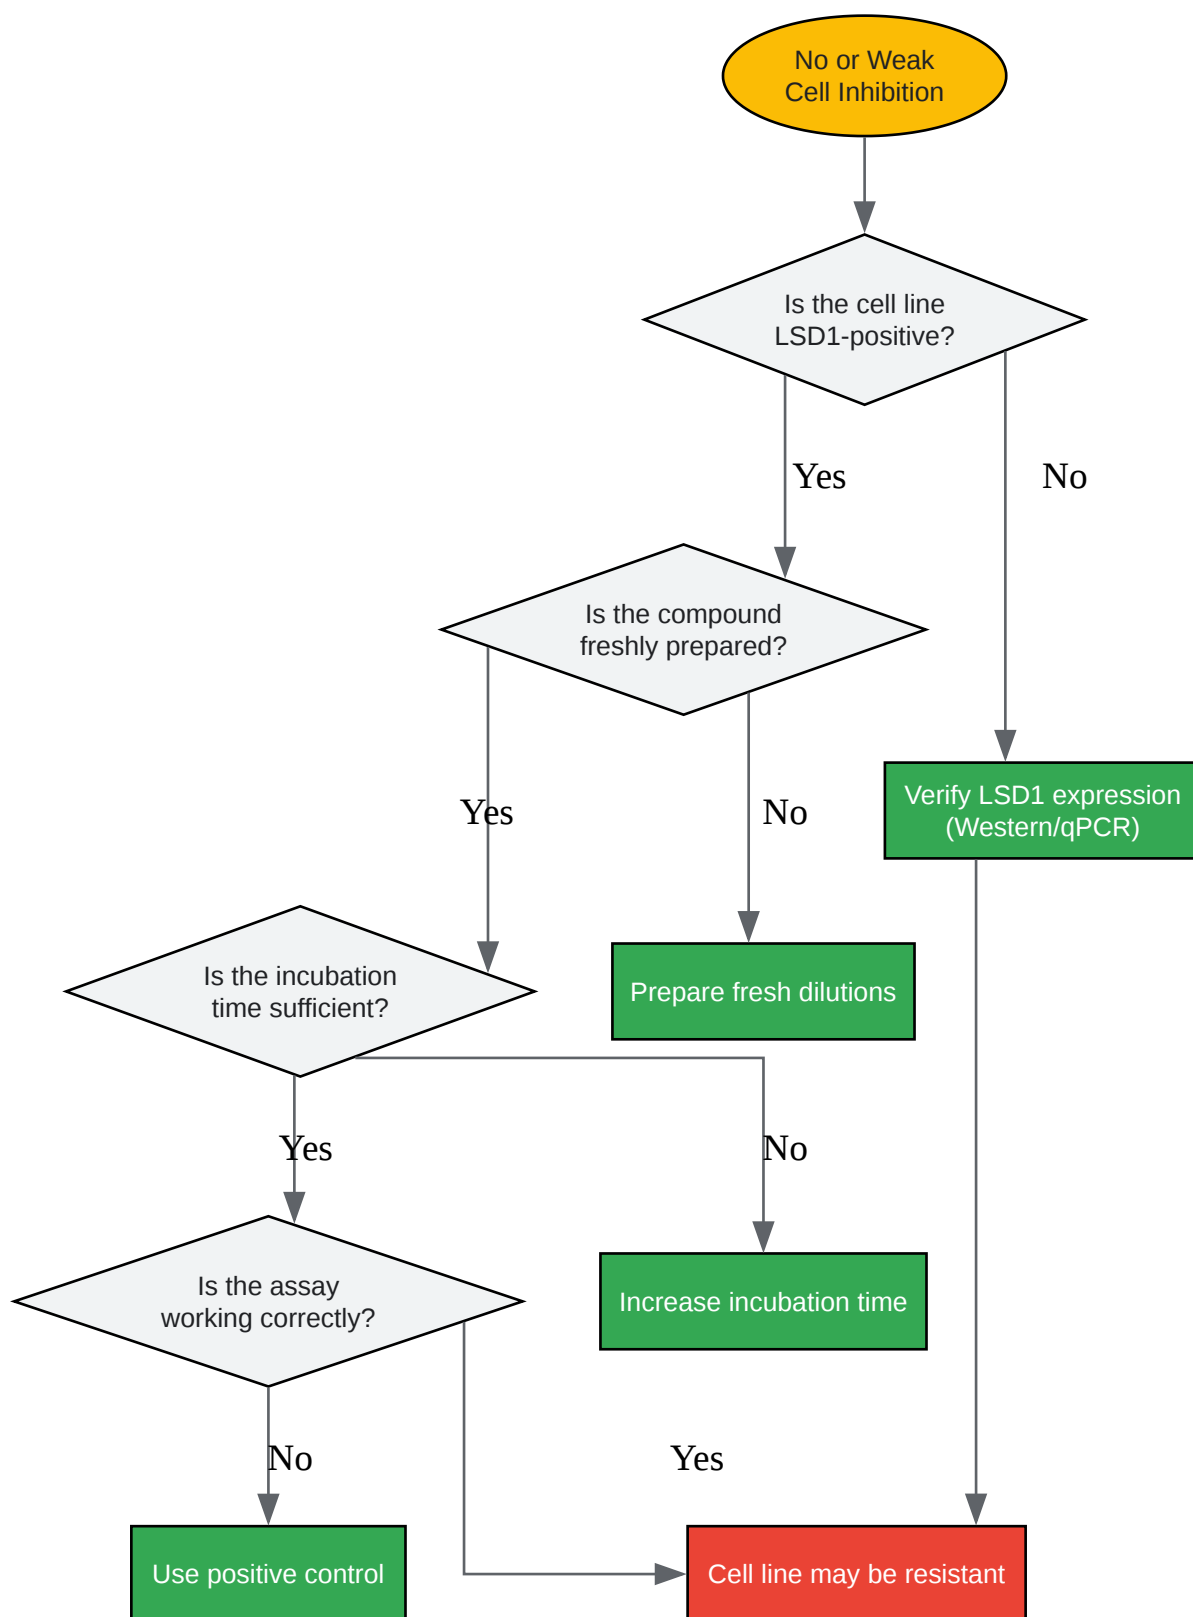 No or Weak
Cell Inhibition
Is the cell line
LSD1-positive?
Yes
No
Is the compound
freshly prepared?
Yes
No
Verify LSD1 expression
(Western/qPCR)
Is the incubation
time sufficient?
Prepare fresh dilutions
Yes
No
Is the assay
working correctly?
Increase incubation time
No
Yes
Use positive control
Cell line may be resistant